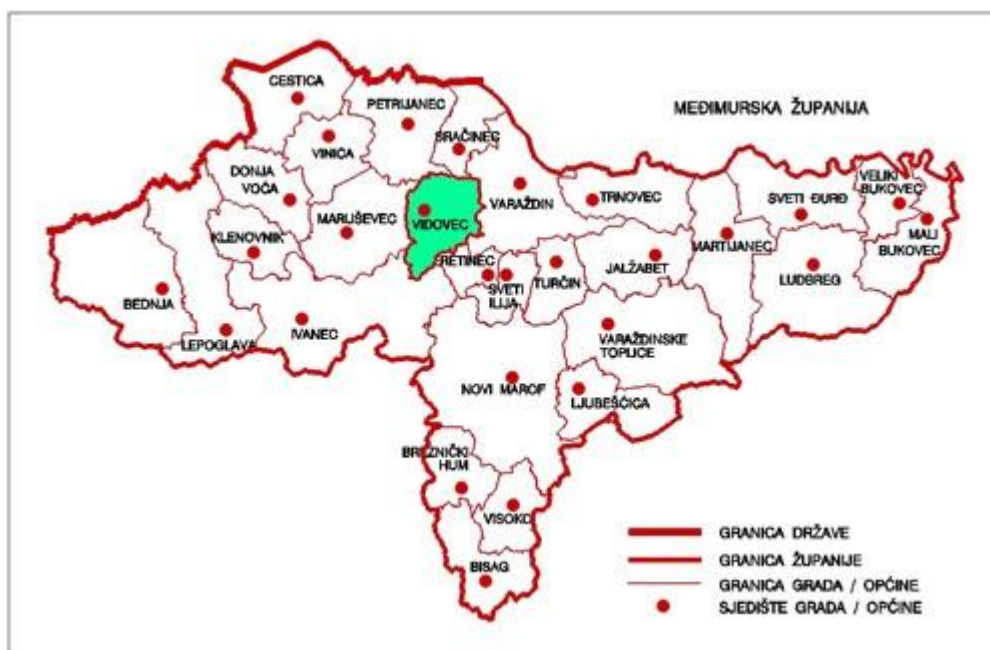 CESTICA
PETRIJANEC
MEĐIMURSKA ŽUPANIJA
VINICA
SRAČINEC
DONJA
VOĆA
VELIKI
BUKOVEC
TRNOVEC
SVETI ĐURĐ
VARAŽDIN
MARUŠEVEC
VIDOVEC
KLENOVNIK
MARTIJANEC
MALI
BUKOVEC
BERETINEC
SVETI
ILIJA
TURČIN
JALŽABET
LUDBREG
BEDNJA
IVANEC
LEPOGLAVA
VARAŽDINSKE
TOPLICE
NOVI MAROF
LJUBEŠĆICA
BREZNIČKI
HUM
VISOKO
BISAG
GRANICA DRŽAVE
GRANICA ŽUPANIJE
GRANICA GRADA / OPĆINE
SJEDIŠTE GRADA / OPĆINE